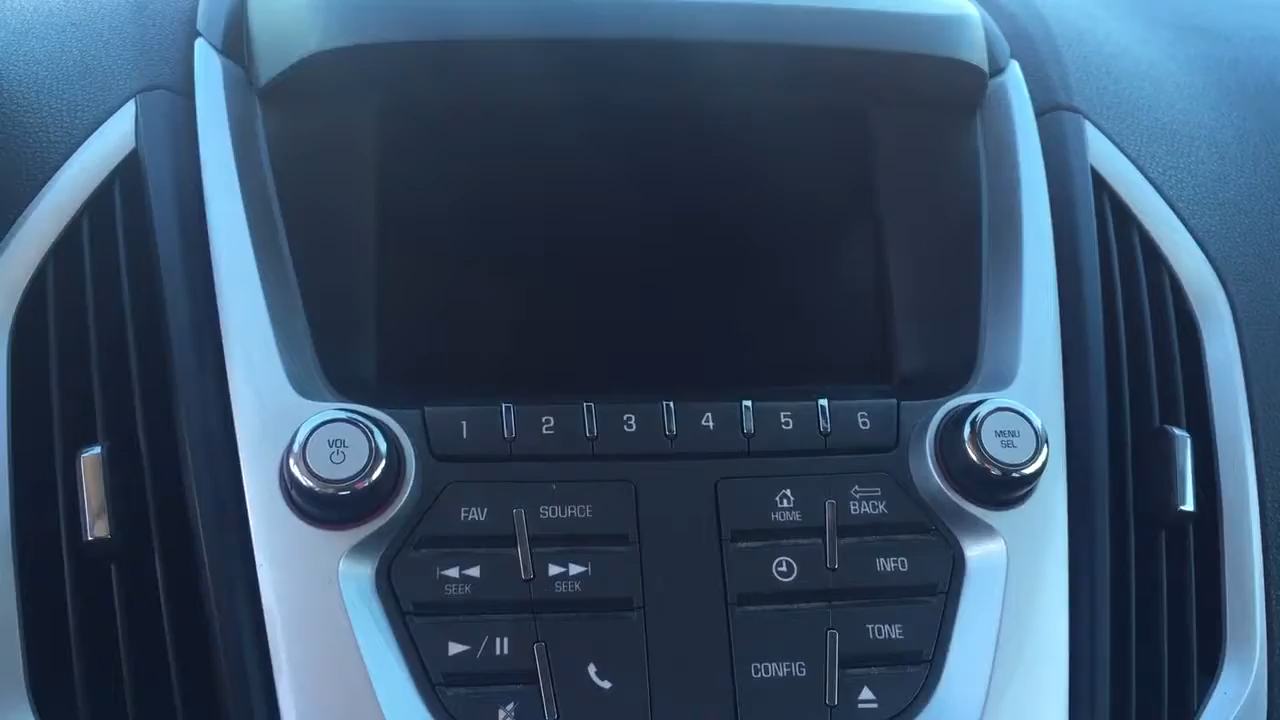 1 2 3 4 5 6
VOL
MENU
SEL
FAV SOURCE
HOME BACK
SEEK SEEK
INFO
TONE
CONFIG